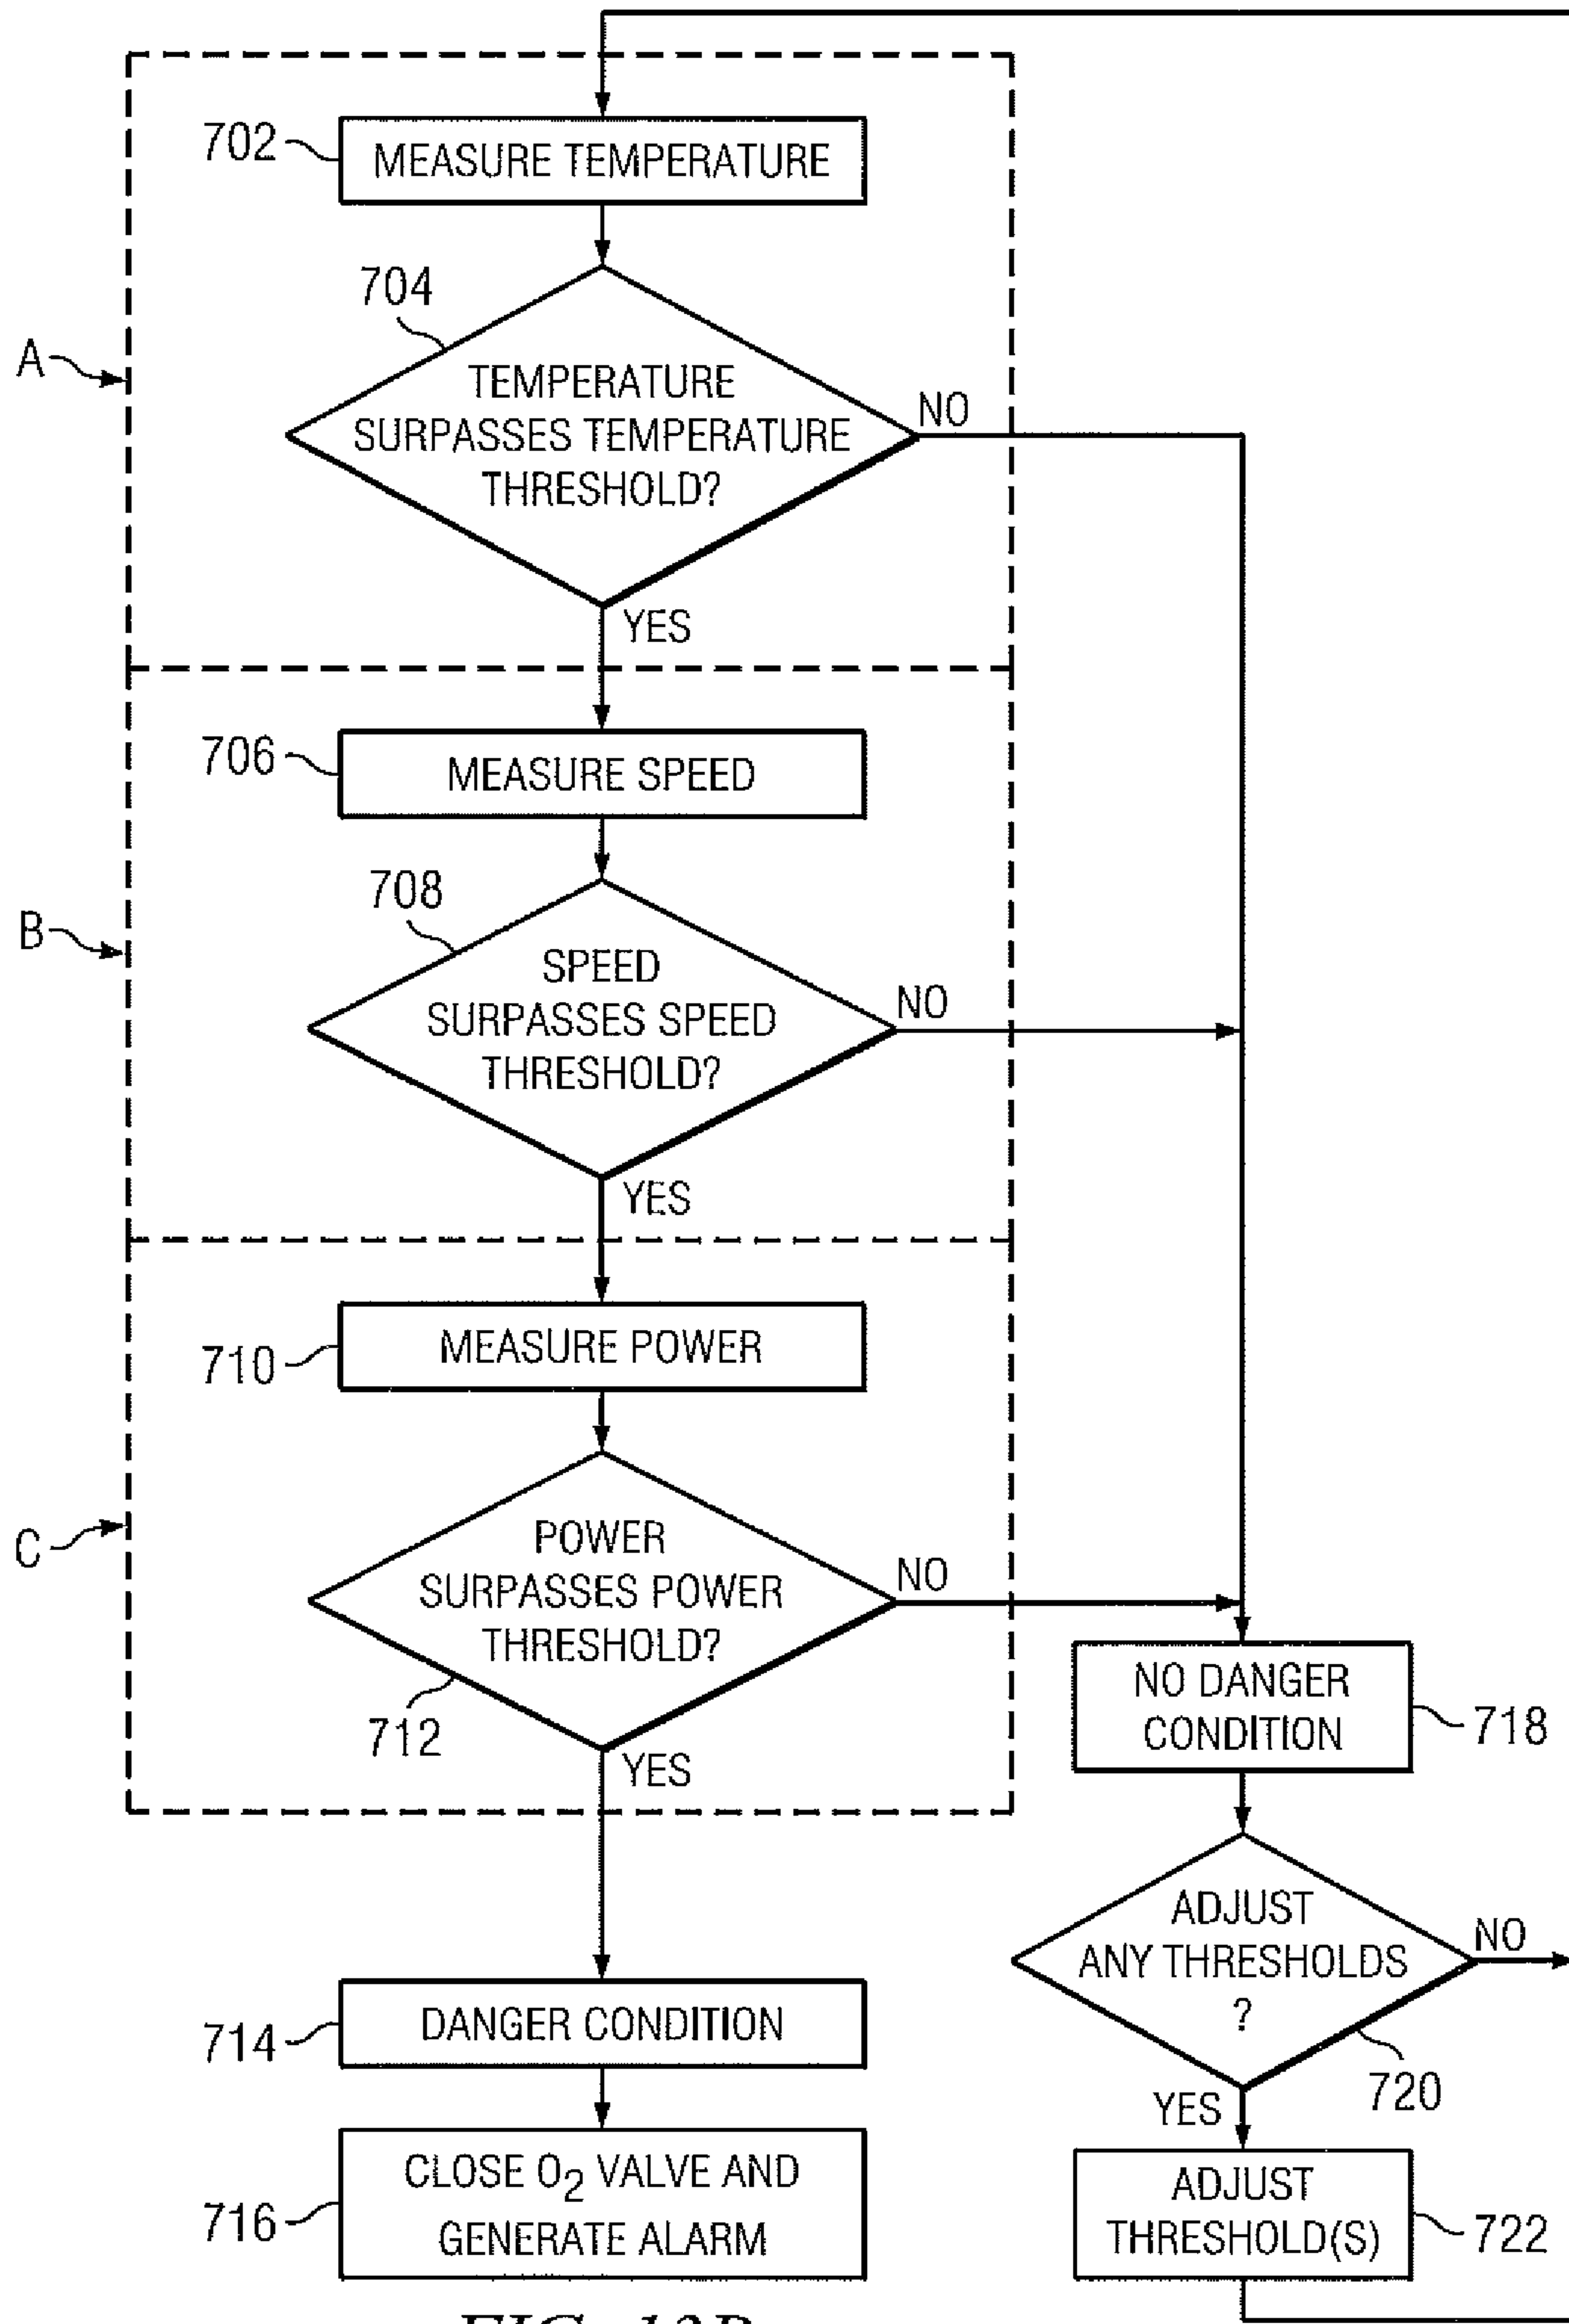 702
MEASURE TEMPERATURE
704
A
TEMPERATURE
SURPASSES TEMPERATURE
THRESHOLD?
NO
YES
706
MEASURE SPEED
708
B
SPEED
SURPASSES SPEED
THRESHOLD?
NO
YES
710
MEASURE POWER
C
POWER
SURPASSES POWER
THRESHOLD?
NO
712
YES
NO DANGER
CONDITION
718
ADJUST
ANY THRESHOLDS
?
NO
720
YES
714
DANGER CONDITION
716
CLOSE O₂ VALVE AND
GENERATE ALARM
ADJUST
THRESHOLD(S)
722